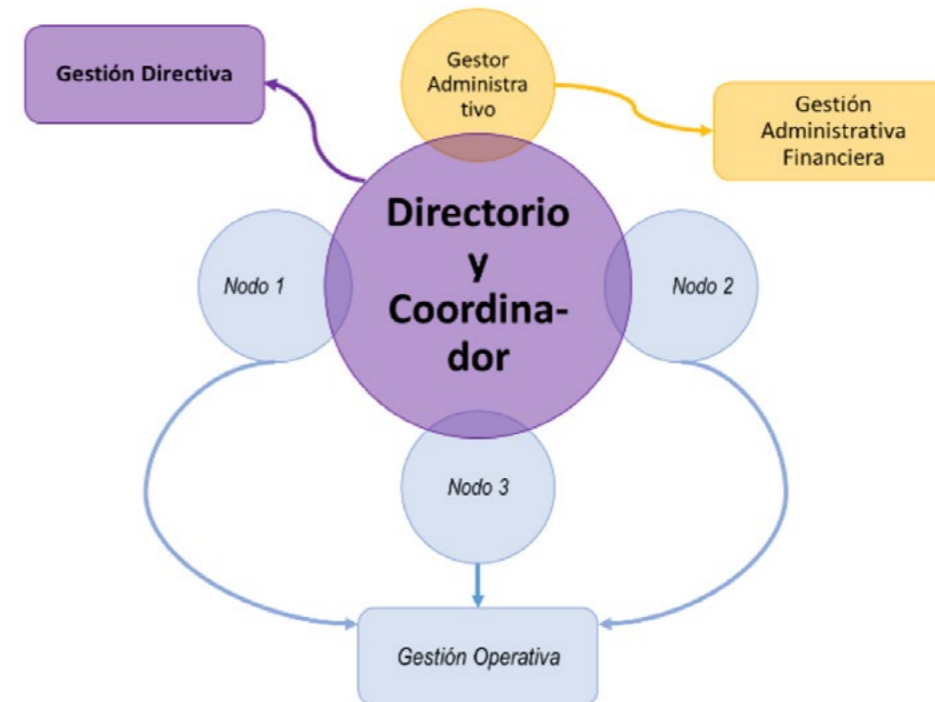 Gestión Directiva
Gestor
Administra
tivo
Gestión
Administrativa
Financiera
Directorio
y
Coordina-
dor
Nodo 1
Nodo 2
Nodo 3
Gestión Operativa